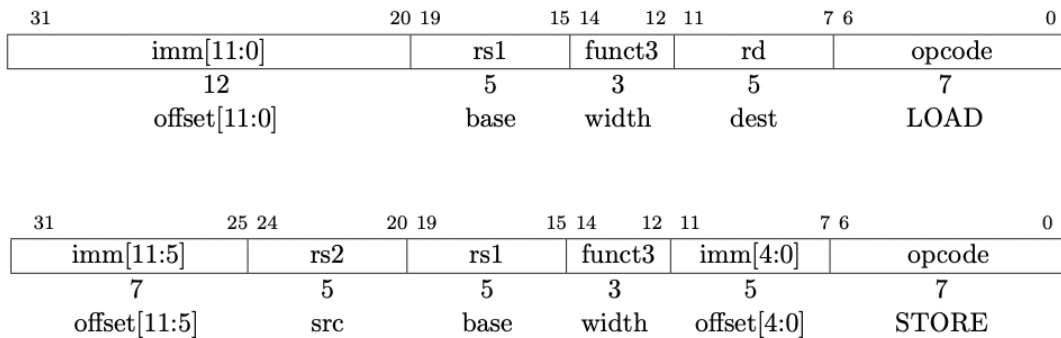 31 20 19 15 14 12 11 7 6 0
imm[11:0] rs1 funct3 rd opcode
12 5 3 5 7
offset[11:0] base width dest LOAD
31 25 24 20 19 15 14 12 11 7 6 0
imm[11:5] rs2 rs1 funct3 imm[4:0] opcode
7 5 5 3 5 7
offset[11:5] src base width offset[4:0] STORE